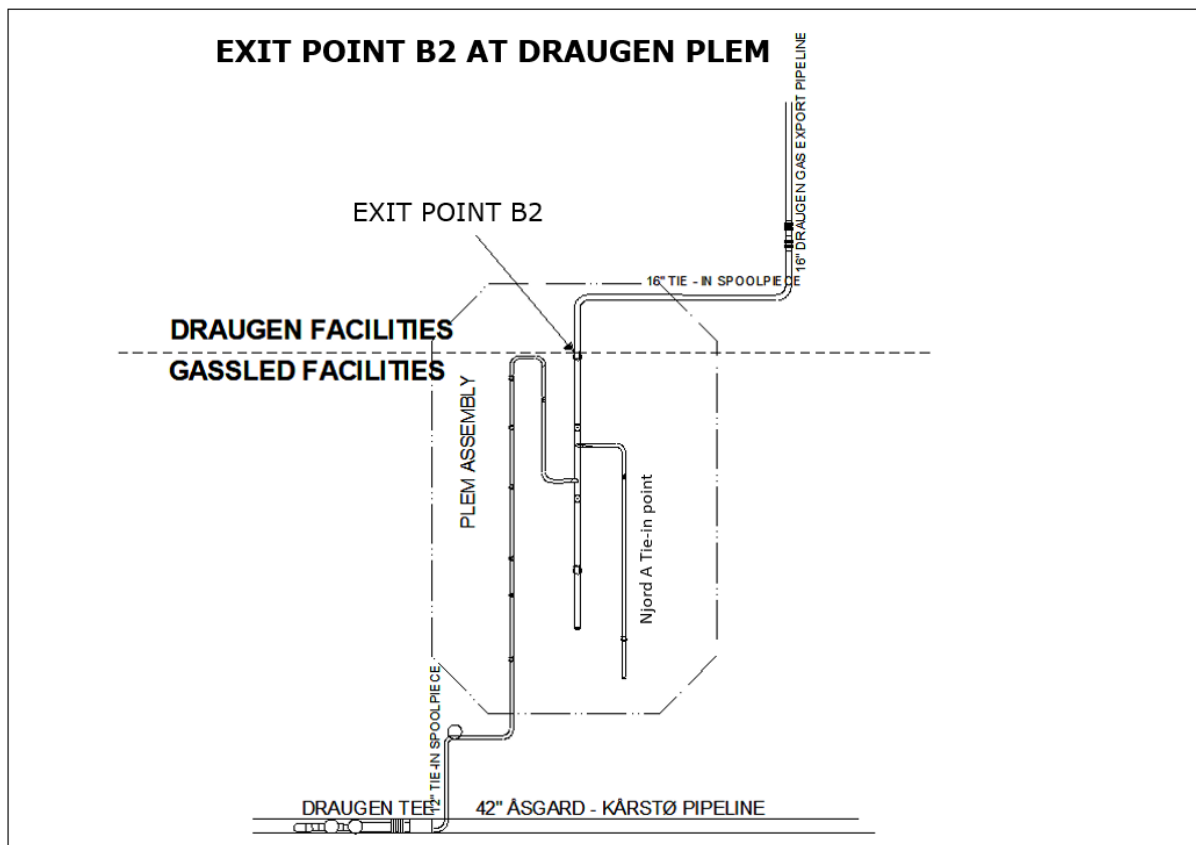 EXIT POINT B2 AT DRAUGEN PLEM
16" DRAUGEN GAS EXPORT PIPELINE
EXIT POINT B2
16" TIE - IN SPOOLPIECE
DRAUGEN FACILITIES
GASSLED FACILITIES
PLEM ASSEMBLY
Njord A Tie-in point
12" TIE-IN SPOOLPIECE
DRAUGEN TEE
42" ÅSGARD - KÅRSTØ PIPELINE